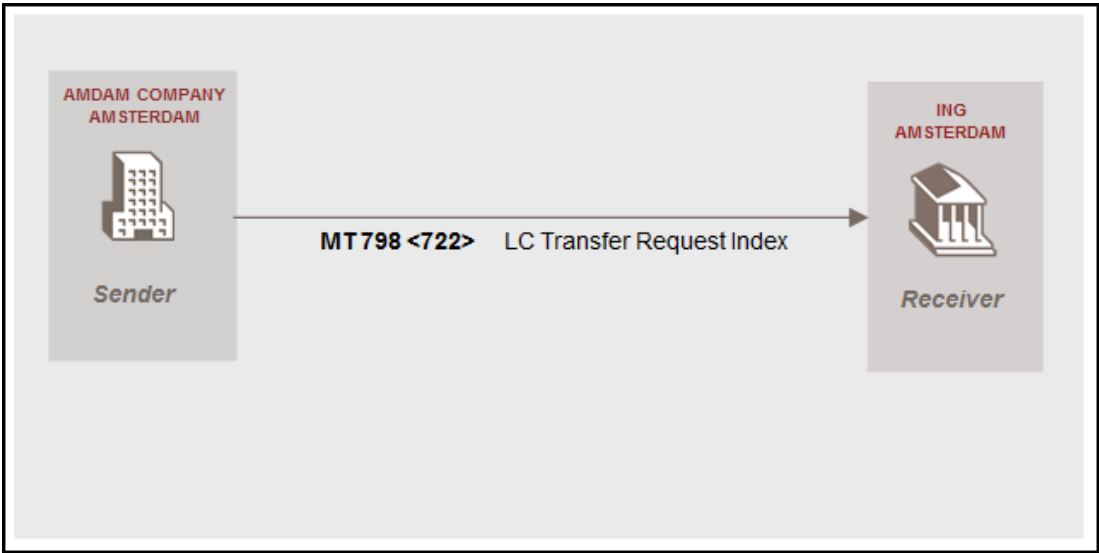 AMDAM COMPANY
AMSTERDAM
Sender
MT798 <722> LC Transfer Request Index
ING
AMSTERDAM
Receiver